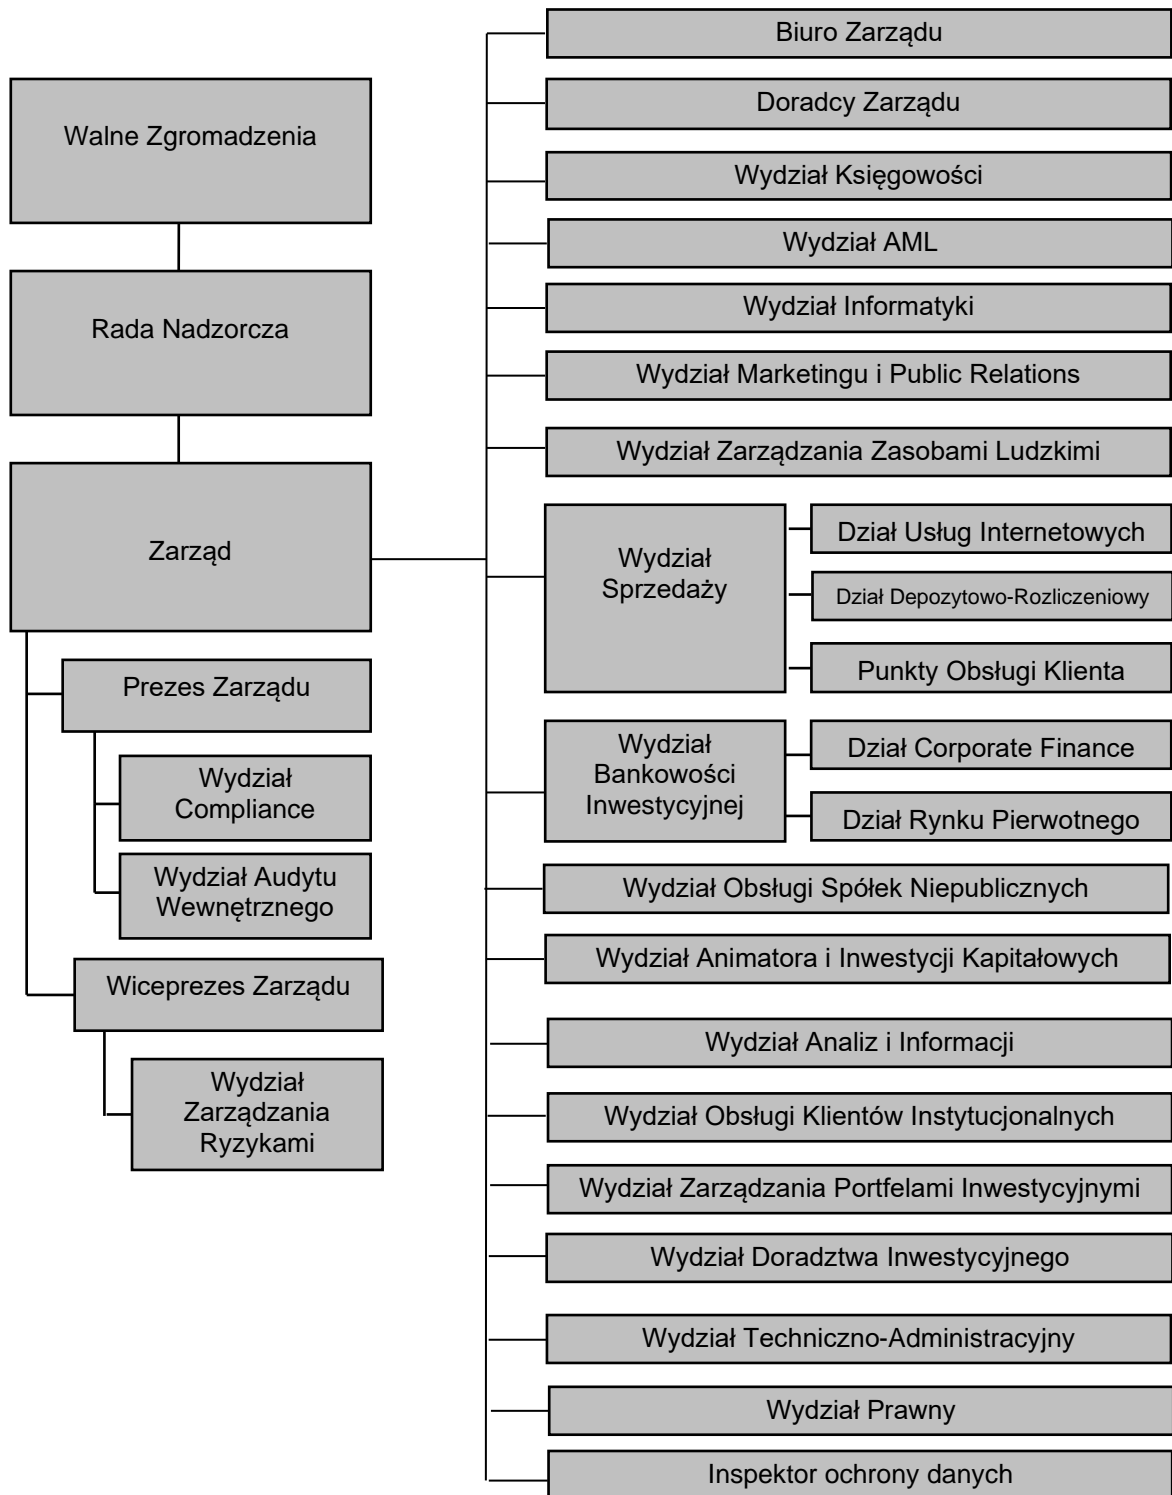 Walne Zgromadzenia
Rada Nadzorcza
Zarząd
Prezes Zarządu
Wydział
Compliance
Wydział Audytu
Wewnętrznego
Wiceprezes Zarządu
Wydział
Zarządzania
Ryzykami
Biuro Zarządu
Doradcy Zarządu
Wydział Księgowości
Wydział AML
Wydział Informatyki
Wydział Marketingu i Public Relations
Wydział Zarządzania Zasobami Ludzkimi
Wydział
Sprzedaży
Dział Usług Internetowych
Dział Depozytowo-Rozliczeniowy
Punkty Obsługi Klienta
Wydział
Bankowości
Inwestycyjnej
Dział Corporate Finance
Dział Rynku Pierwotnego
Wydział Obsługi Spółek Niepublicznych
Wydział Animatora i Inwestycji Kapitałowych
Wydział Analiz i Informacji
Wydział Obsługi Klientów Instytucjonalnych
Wydział Zarządzania Portfelami Inwestycyjnymi
Wydział Doradztwa Inwestycyjnego
Wydział Techniczno-Administracyjny
Wydział Prawny
Inspektor ochrony danych